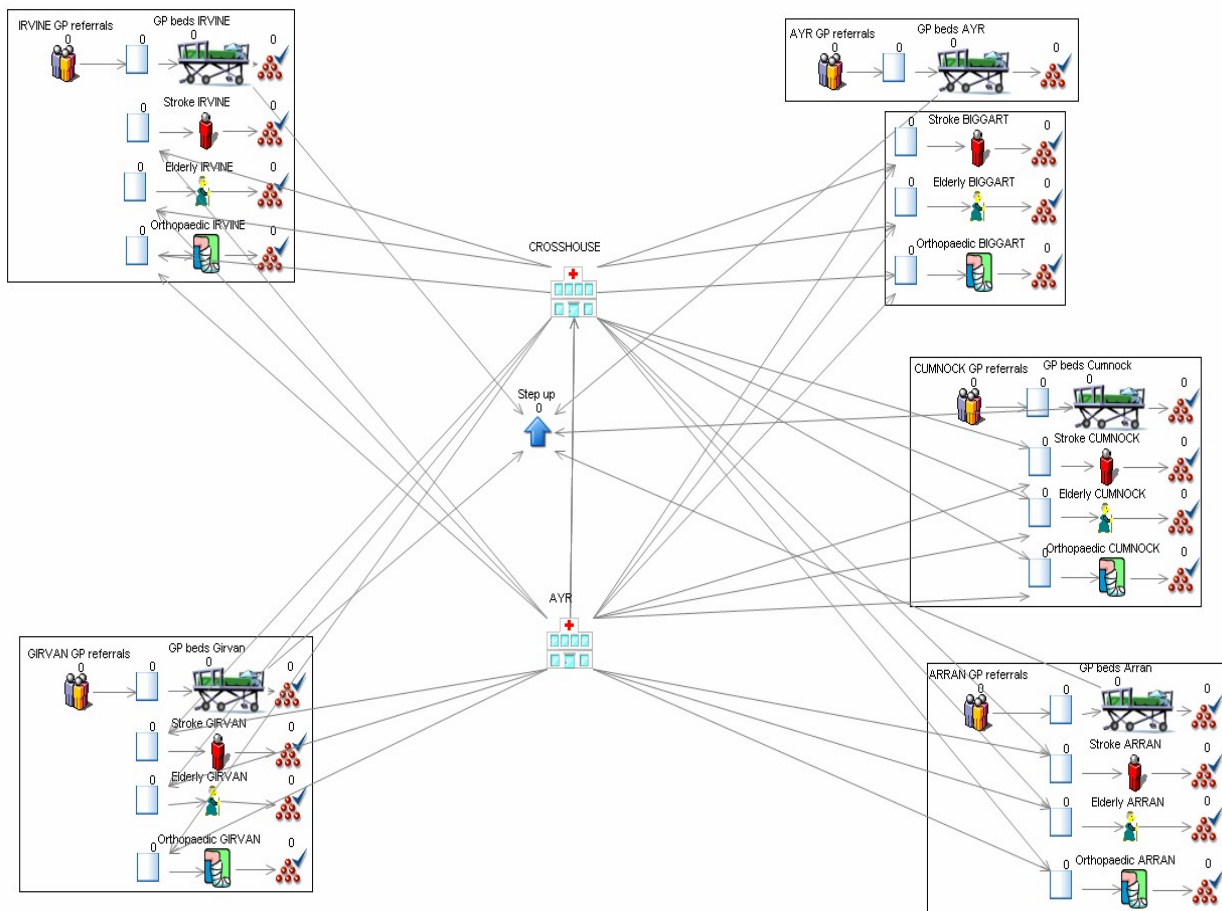 IRVINE GP referrals
0
0
GP beds IRVINE
0
0
0
Stroke IRVINE
0
0
Elderly IRVINE
0
0
Orthopaedic IRVINE
0
AYR GP referrals
0
0
GP beds AYR
0
0
0
Stroke BIGGART
0
0
Elderly BIGGART
0
0
Orthopaedic BIGGART
0
CROSSHOUSE
Step up
0
CUMNOCK GP referrals
0
0
GP beds Cumnock
0
0
0
Stroke CUMNOCK
0
0
Elderly CUMNOCK
0
0
Orthopaedic CUMNOCK
0
AYR
GIRVAN GP referrals
0
0
GP beds Girvan
0
0
0
Stroke GIRVAN
0
0
Elderly GIRVAN
0
0
Orthopaedic GIRVAN
0
ARRAN GP referrals
0
0
GP beds Arran
0
0
0
Stroke ARRAN
0
0
Elderly ARRAN
0
0
Orthopaedic ARRAN
0